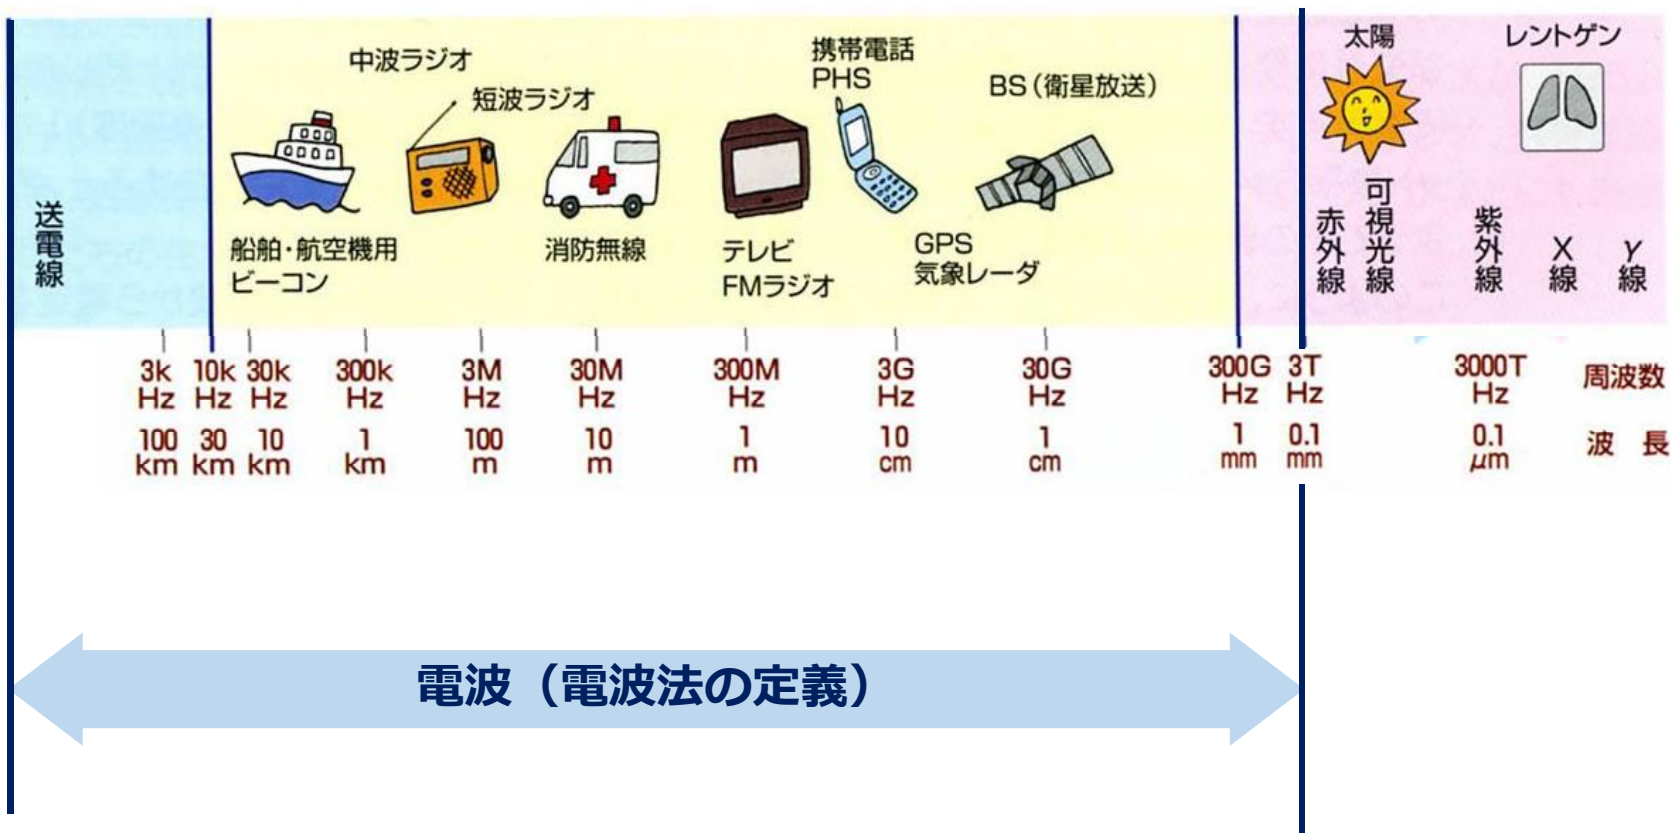 送電線
中波ラジオ
短波ラジオ
携帯電話
PHS
BS（衛星放送）
船舶・航空機用
ビーコン
消防無線
テレビ
FMラジオ
GPS
気象レーダ
太陽
レントゲン
赤外線
可視光線
紫外線
X線
Y線
3k 10k 30k 300k 3M 30M 300M 3G 30G 300G 3T 3000T 周波数
Hz Hz Hz Hz Hz Hz Hz Hz Hz Hz Hz Hz
100 30 10 1 100 10 1 10 1 1 0.1 0.1 波 長
km km km km m m m cm cm mm mm μm
電波（電波法の定義）